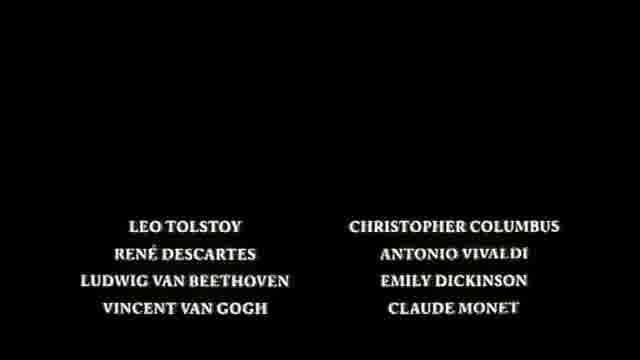 LEO TOLSTOY CHRISTOPHER COLUMBUS
RENÉ DESCARTES ANTONIO VIVALDI
LUDWIG VAN BEETHOVEN EMILY DICKINSON
VINCENT VAN GOGH CLAUDE MONET